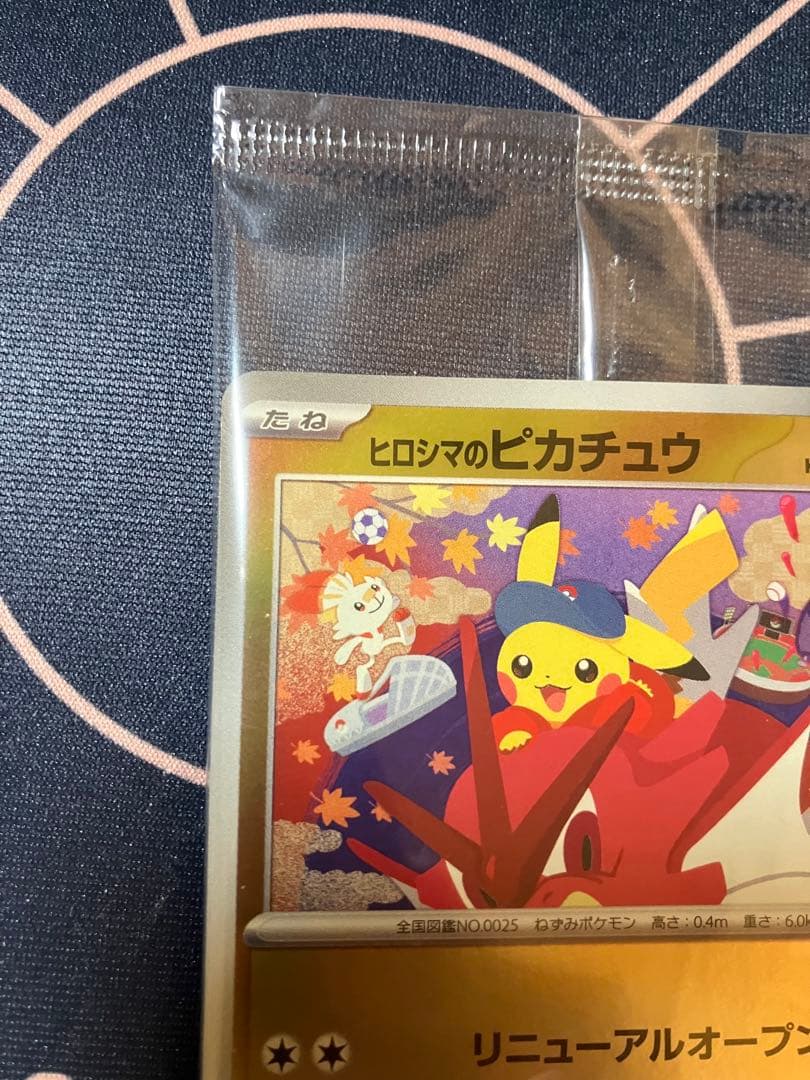 たね
ヒロシマのピカチュウ
全国図鑑NO.0025 ねずみポケモン 高さ:0.4m 重さ:6.0k
リニューアルオープン